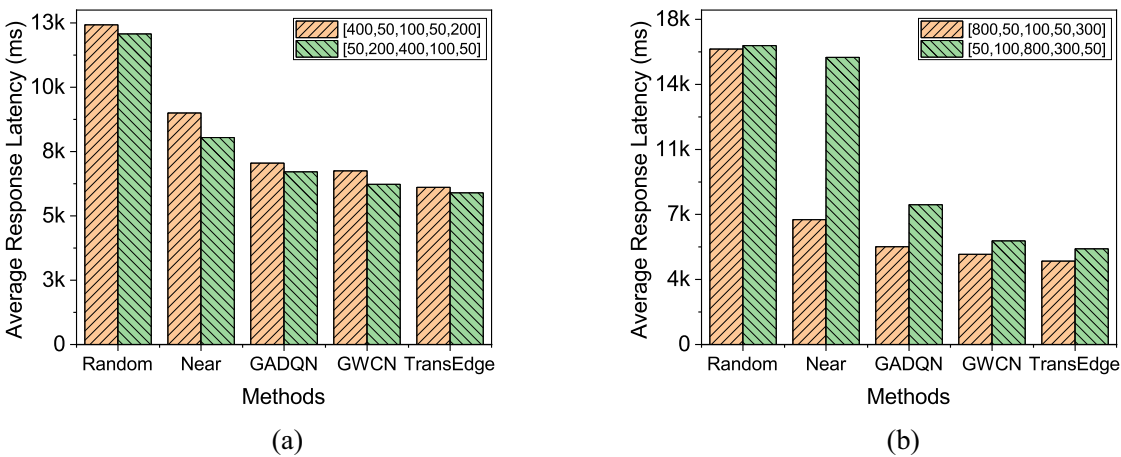 Average Response Latency (ms)
13k
10k
8k
5k
3k
0
[400,50,100,50,200]
[50,200,400,100,50]
Random Near GADQN GWCN TransEdge
Methods
(a)
Average Response Latency (ms)
18k
14k
11k
7k
4k
0
[800,50,100,50,300]
[50,100,800,300,50]
Random Near GADQN GWCN TransEdge
Methods
(b)